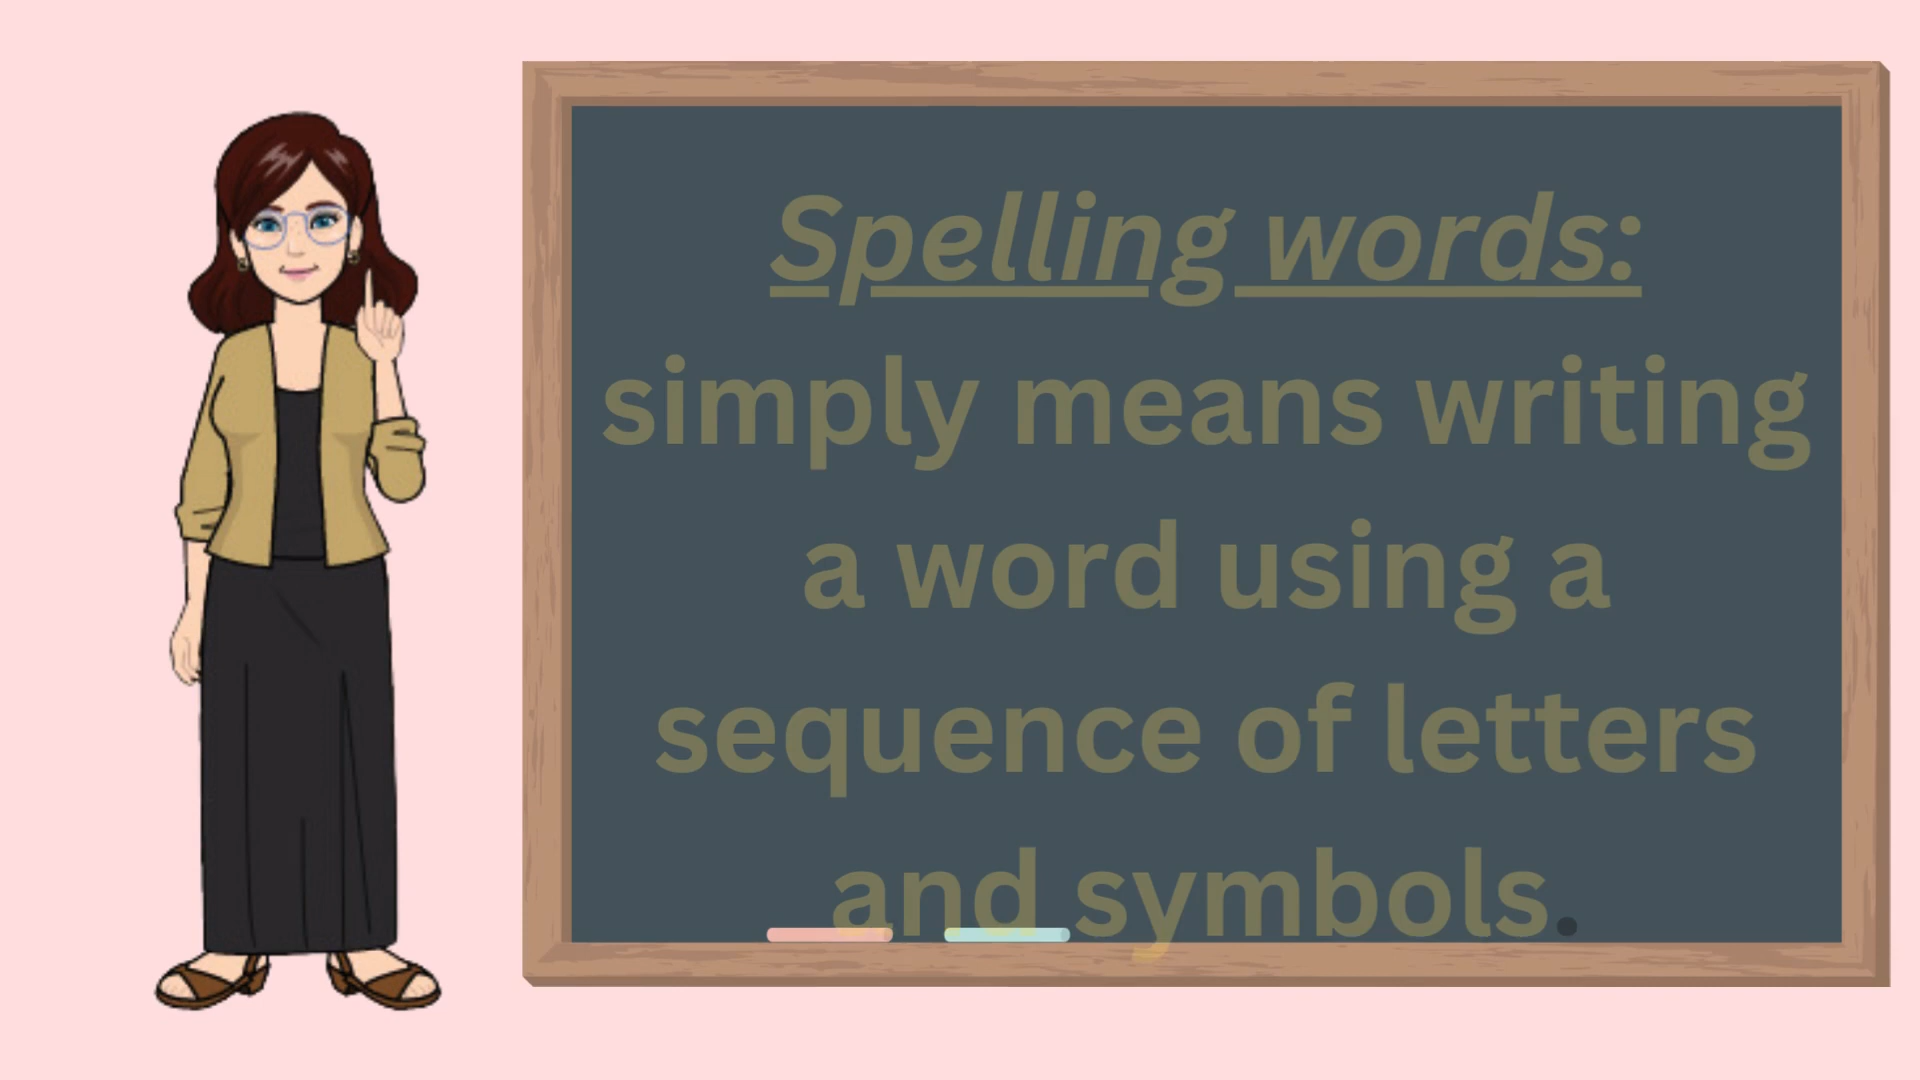 Spelling words:
simply means writing
a word using a
sequence of letters
and symbols.